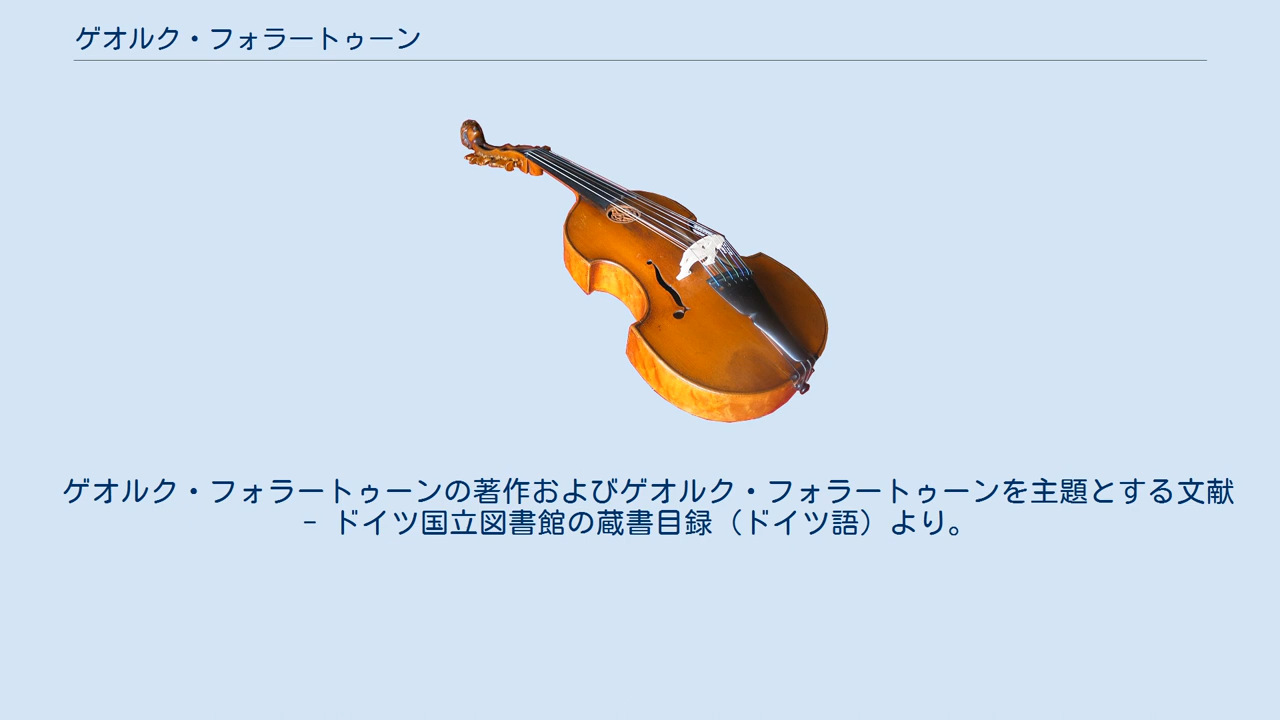 ゲオルク・フォラートゥーン
ゲオルク・フォラートゥーンの著作およびゲオルク・フォラートゥーンを主題とする文献
- ドイツ国立図書館の蔵書目録（ドイツ語）より。